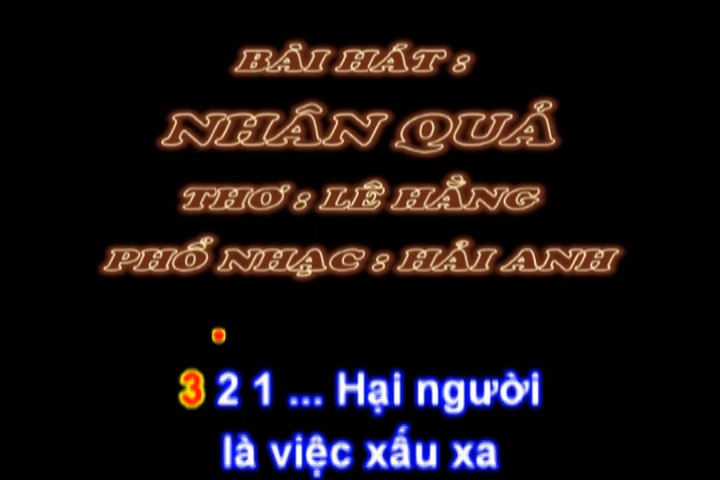 BÀI HÁT :
NHÂN QUẢ
THƠ : LÊ HẰNG
PHỔ NHẠC : HẢI ANH
3 2 1 ... Hại người
là việc xấu xa